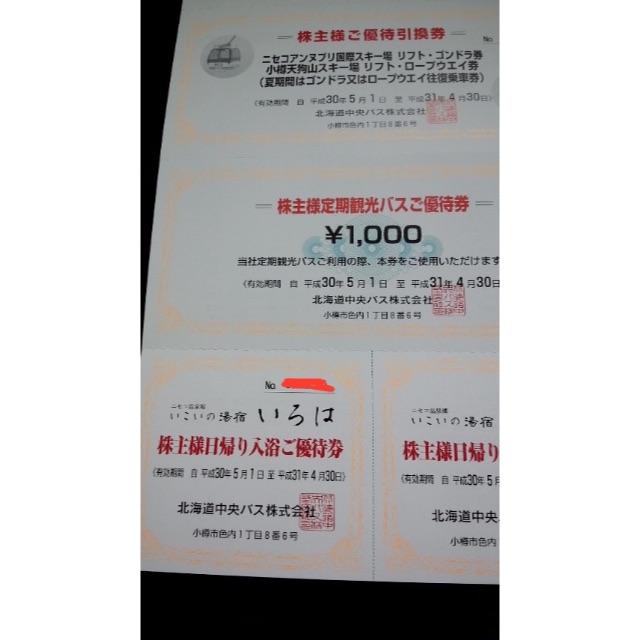 株主様ご優待引換券
No.
ニセコアンヌプリ国際スキー場 リフト・ゴンドラ券
小樽天狗山スキー場 リフト・ロープウエイ券
(夏期間はゴンドラ又はロープウエイ往復乗車券)
(有効期間 自 平成30年5月1日 至 平成31年4月30日)
北海道中央バス株式会社
小樽市色内1丁目8番6号
株主様定期観光バスご優待券
¥1,000
当社定期観光バスご利用の際、本券をご使用いただけます
(有効期間 自 平成30年5月1日 至 平成31年4月30日
北海道中央バス株式会社
小樽市色内1丁目8番6号
No
いこいの湯宿 いろは
株主様日帰り入浴ご優待券
(有効期間 自 平成30年5月1日 至 平成31年4月30日)
北海道中央バス株式会社
小樽市色内1丁目8番6号
いこいの湯宿
株主様日帰り
(有効期間 自 平成30年5月
北海道中央バ
小樽市色内1